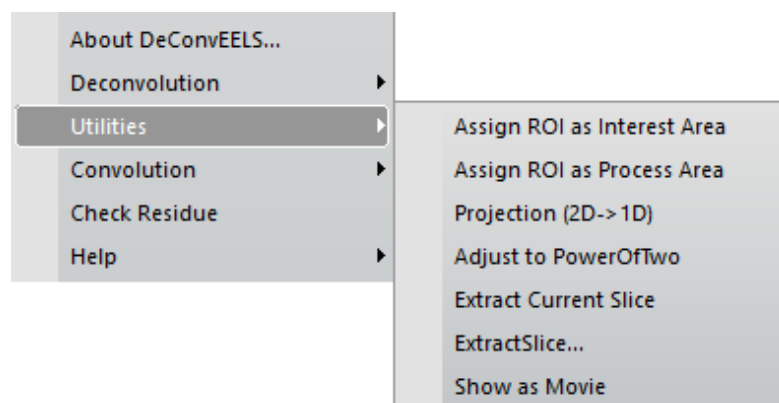 About DeConvEELS...
Deconvolution
Utilities
Convolution
Check Residue
Help
Assign ROI as Interest Area
Assign ROI as Process Area
Projection (2D->1D)
Adjust to PowerOfTwo
Extract Current Slice
ExtractSlice...
Show as Movie